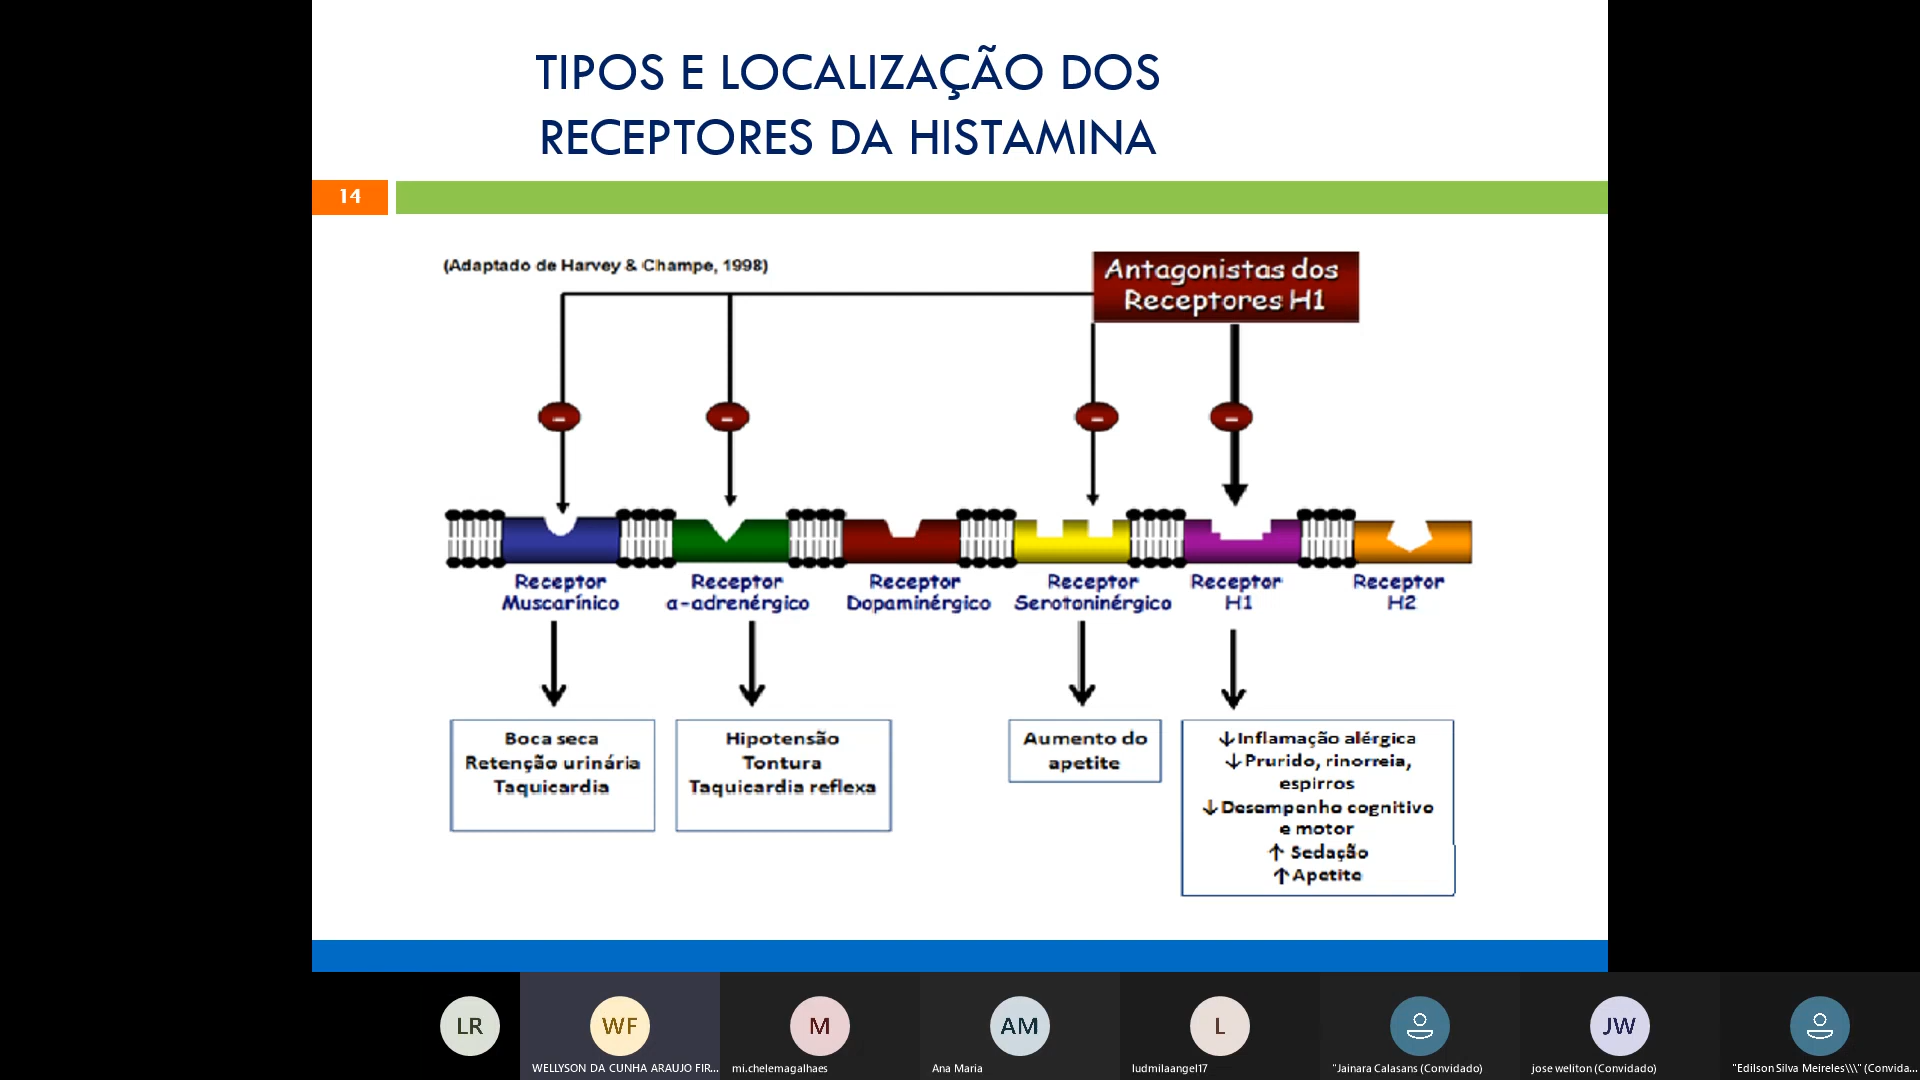 TIPOS E LOCALIZAÇÃO DOS
RECEPTORES DA HISTAMINA
14
(Adaptado de Harvey & Champe, 1998)
Antagonistas dos
Receptores H1
-
-
-
-
Receptor
Muscarínico
Receptor
α-adrenérgico
Receptor
Dopaminérgico
Receptor
Serotoninérgico
Receptor
H1
Receptor
H2
Boca seca
Retenção urinária
Taquicardia
Hipotensão
Tontura
Taquicardia reflexa
Aumento do
apetite
↓Inflamação alérgica
↓Prurido, rinorreia,
espirros
↓Desempenho cognitivo
e motor
↑ Sedação
↑Apetite
LR
WF
M
AM
L
JW
WELLYSON DA CUNHA ARAUJO FIR...
mi.chelemagalhaes
Ana Maria
ludmilaangel17
"Jainara Calasans (Convidado)
jose weliton (Convidado)
"Edilson Silva Meireles\\\" (Convida...